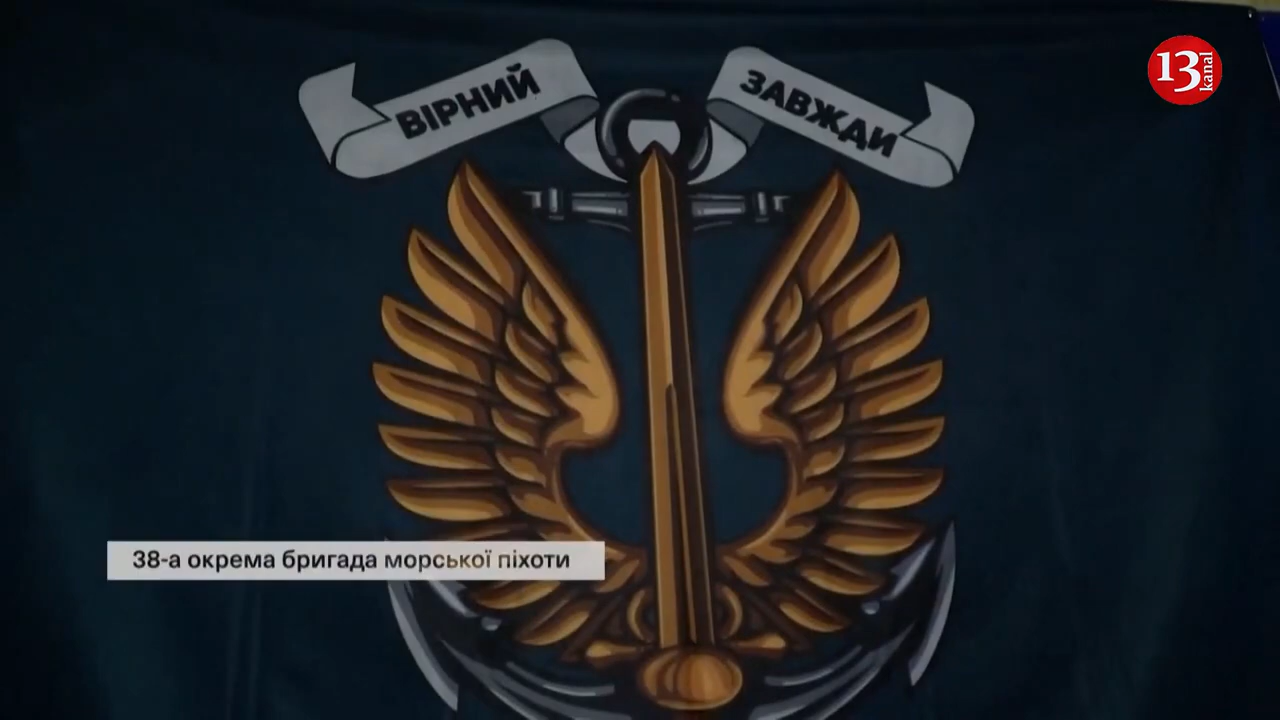 ВІРНИЙ ЗАВЖДИ
13 kanal
38-а окрема бригада морської піхоти